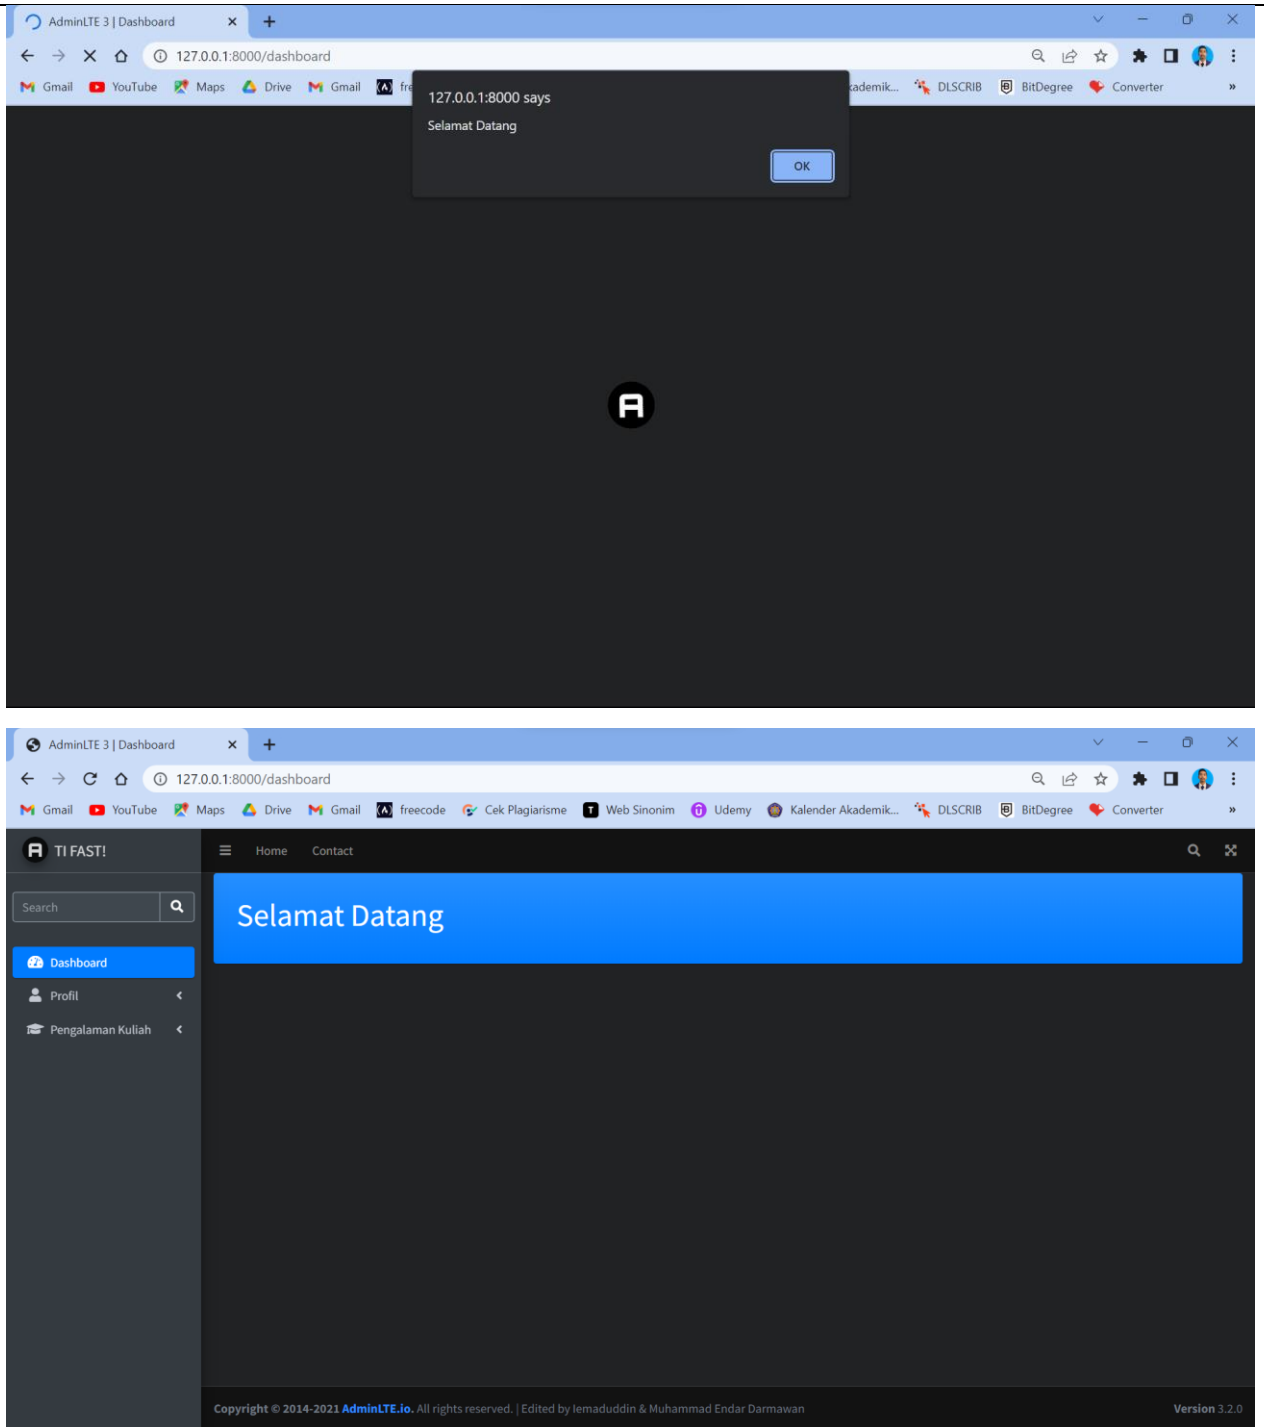 AdminLTE 3 | Dashboard
127.0.0.1:8000/dashboard
Gmail YouTube Maps Drive Gmail DLSCRIB BitDegree Converter »
127.0.0.1:8000 says
Selamat Datang
OK
AdminLTE 3 | Dashboard
127.0.0.1:8000/dashboard
Gmail YouTube Maps Drive Gmail freecode Cek Plagiarisme Web Sinonim Udemy Kalender Akademik... DLSCRIB BitDegree Converter »
TI FAST! Home Contact
Search
Selamat Datang
Dashboard
Profil
Pengalaman Kuliah
Copyright © 2014-2021 AdminLTE.io. All rights reserved. | Edited by Iemaduddin & Muhammad Endar Darmawan Version 3.2.0